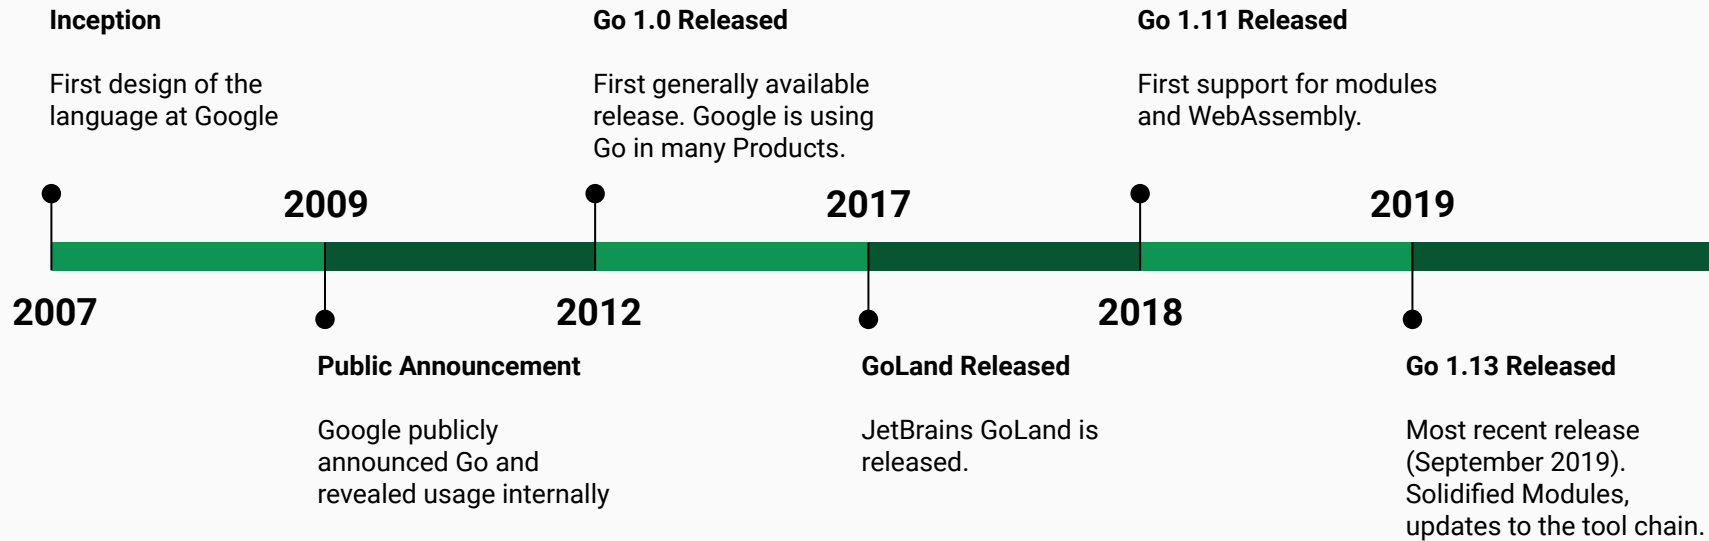 Inception
First design of the
language at Google
2007
2009
Public Announcement
Google publicly
announced Go and
revealed usage internally
Go 1.0 Released
First generally available
release. Google is using
Go in many Products.
2012
2017
GoLand Released
JetBrains GoLand is
released.
Go 1.11 Released
First support for modules
and WebAssembly.
2018
2019
Go 1.13 Released
Most recent release
(September 2019).
Solidified Modules,
updates to the tool chain.